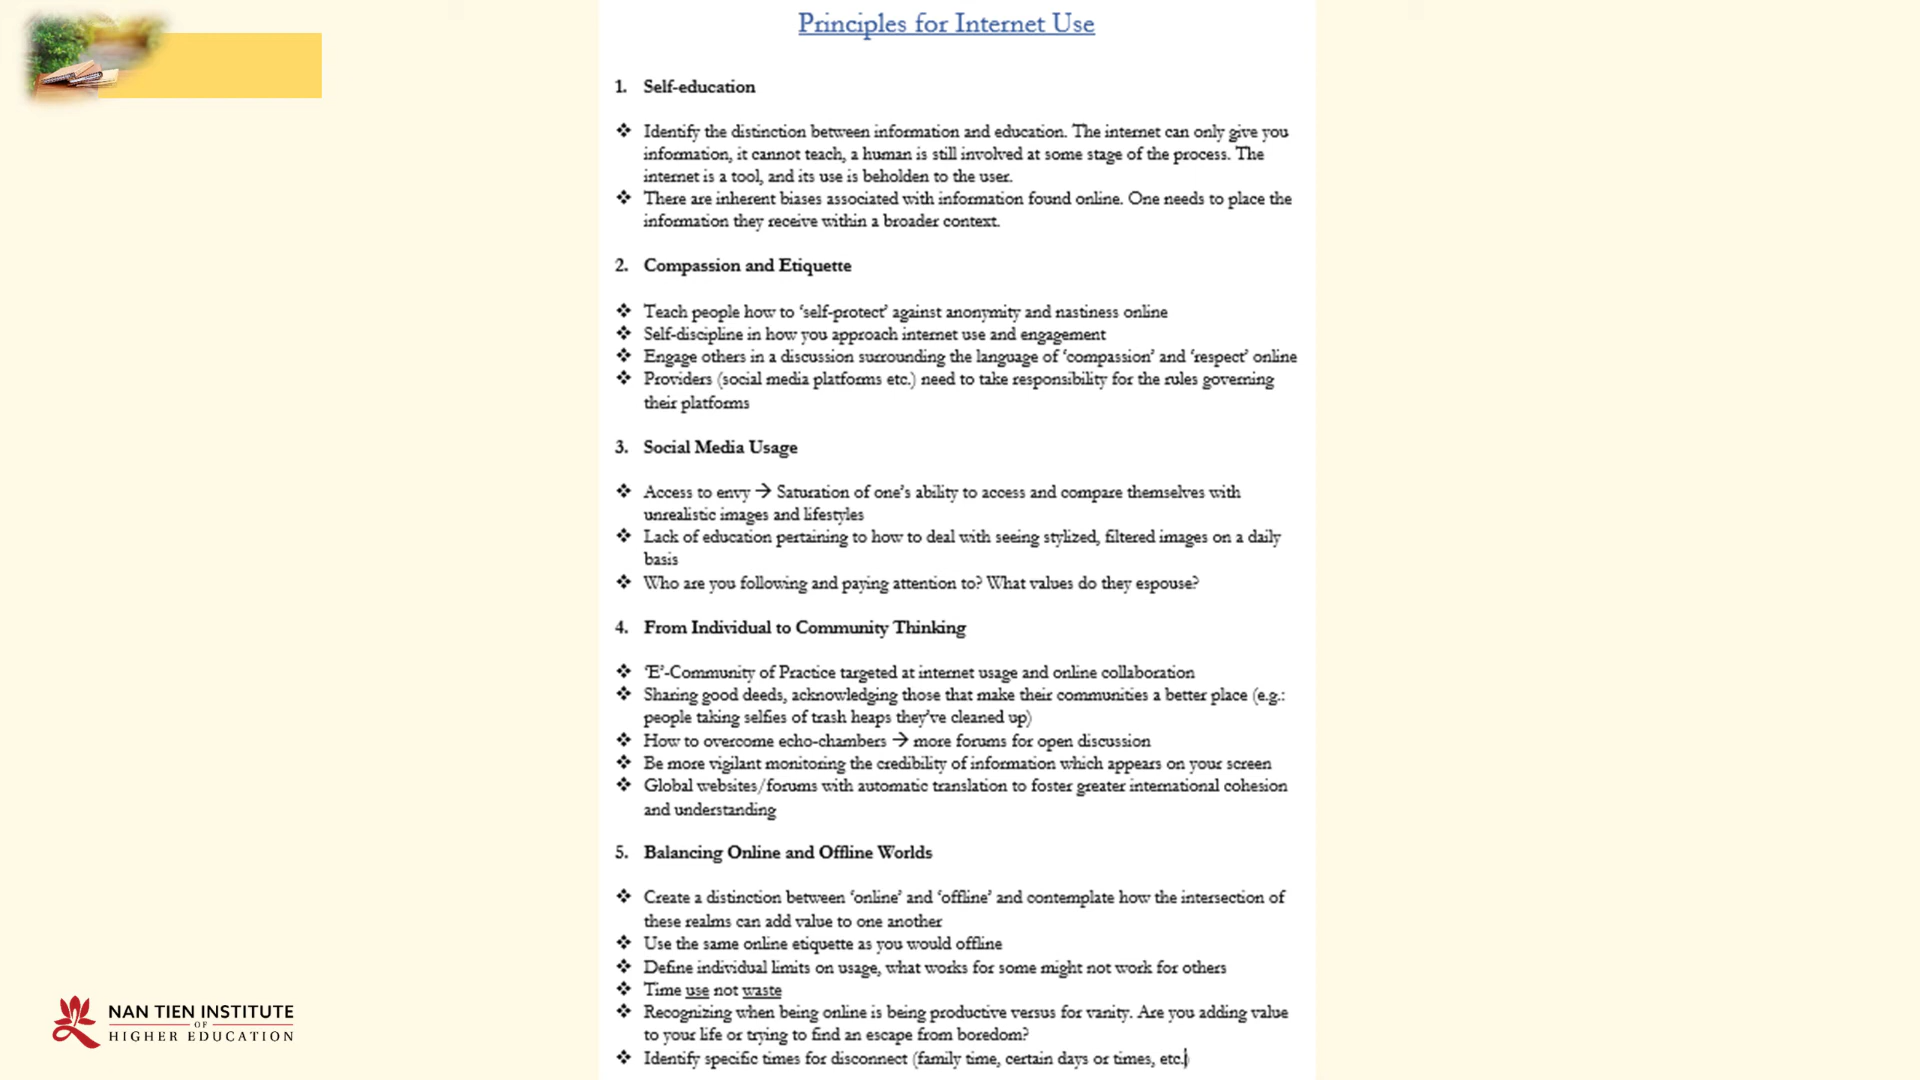 Principles for Internet Use
1. Self-education
❖ Identify the distinction between information and education. The internet can only give you
information, it cannot teach, a human is still involved at some stage of the process. The
internet is a tool, and its use is beholden to the user.
❖ There are inherent biases associated with information found online. One needs to place the
information they receive within a broader context.
2. Compassion and Etiquette
❖ Teach people how to ‘self-protect’ against anonymity and nastiness online
❖ Self-discipline in how you approach internet use and engagement
❖ Engage others in a discussion surrounding the language of ‘compassion’ and ‘respect’ online
❖ Providers (social media platforms etc.) need to take responsibility for the rules governing
their platforms
3. Social Media Usage
❖ Access to envy → Saturation of one’s ability to access and compare themselves with
unrealistic images and lifestyles
❖ Lack of education pertaining to how to deal with seeing stylized, filtered images on a daily
basis
❖ Who are you following and paying attention to? What values do they espouse?
4. From Individual to Community Thinking
❖ ‘E’-Community of Practice targeted at internet usage and online collaboration
❖ Sharing good deeds, acknowledging those that make their communities a better place (e.g.:
people taking selfies of trash heaps they’ve cleaned up)
❖ How to overcome echo-chambers → more forums for open discussion
❖ Be more vigilant monitoring the credibility of information which appears on your screen
❖ Global websites/forums with automatic translation to foster greater international cohesion
and understanding
5. Balancing Online and Offline Worlds
❖ Create a distinction between ‘online’ and ‘offline’ and contemplate how the intersection of
these realms can add value to one another
❖ Use the same online etiquette as you would offline
❖ Define individual limits on usage, what works for some might not work for others
❖ Time use not waste
❖ Recognizing when being online is being productive versus for vanity. Are you adding value
to your life or trying to find an escape from boredom?
❖ Identify specific times for disconnect (family time, certain days or times, etc.)
NAN TIEN INSTITUTE
OF
HIGHER EDUCATION